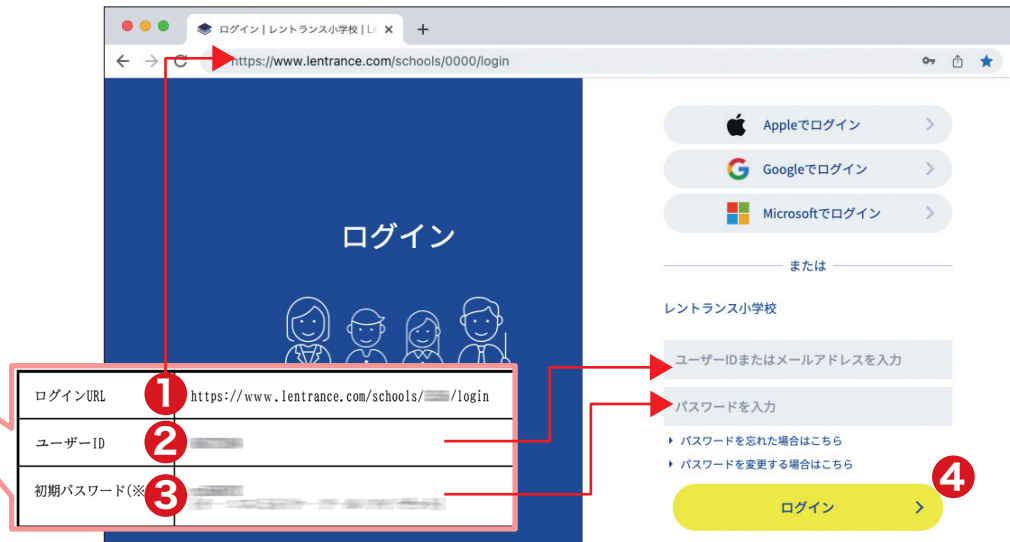 ログイン | レントランス小学校 | Le
https://www.lentrance.com/schools/0000/login
ログイン
Appleでログイン
Googleでログイン
Microsoftでログイン
または
レントランス小学校
ユーザーIDまたはメールアドレスを入力
パスワードを入力
パスワードを忘れた場合はこちら
パスワードを変更する場合はこちら
4
ログイン
ログインURL 1 https://www.lentrance.com/schools/ /login
ユーザーID 2
初期パスワード(※ 3